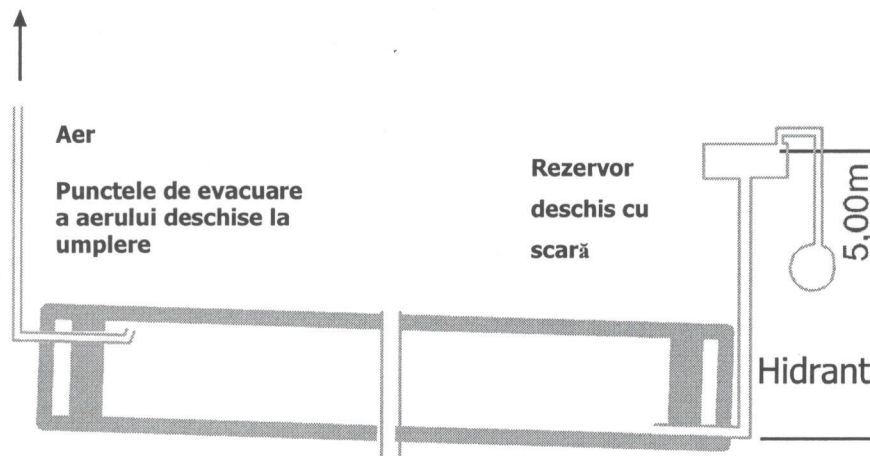 Aer
Punctele de evacuare
a aerului deschise la
umplere
Rezervor
deschis cu
scară
5,00m
Hidrant